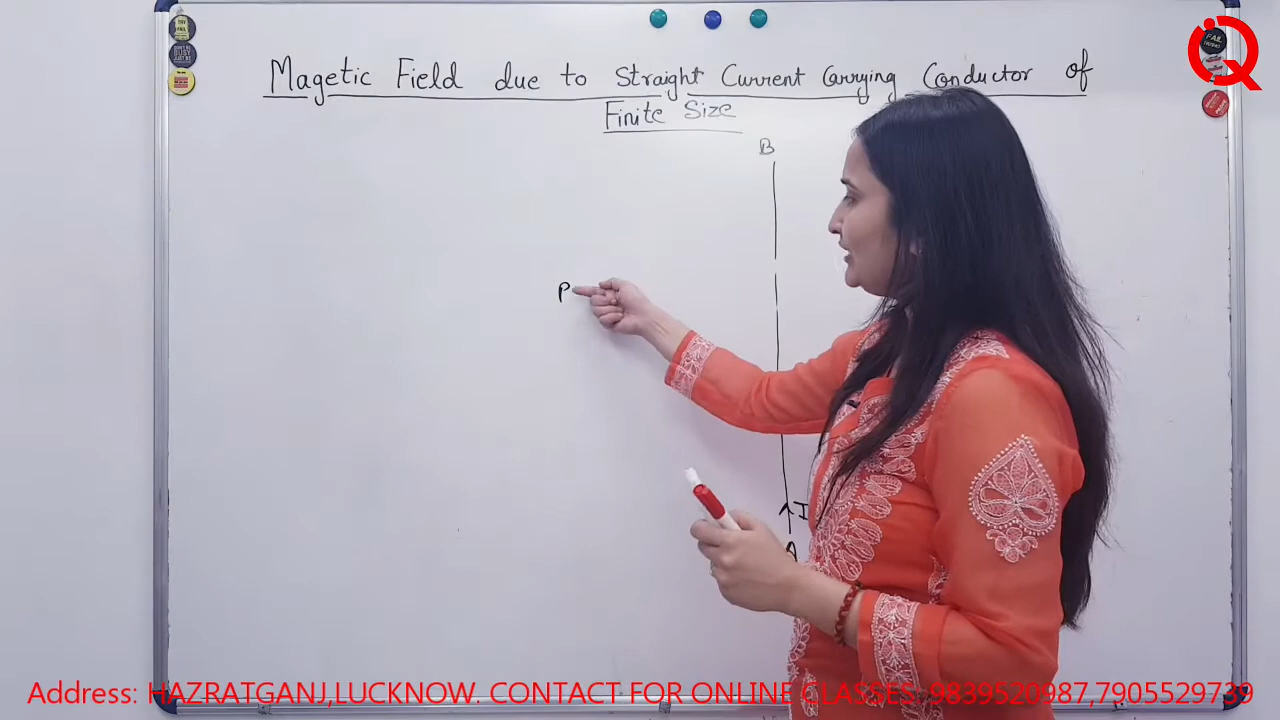 Magetic Field due to Straight Current Carrying Conductor of
Finite Size
B
P
I
A
IQ
Address: HAZRATGANJ,LUCKNOW. CONTACT FOR ONLINE CLASSES 9839520987,7905529739